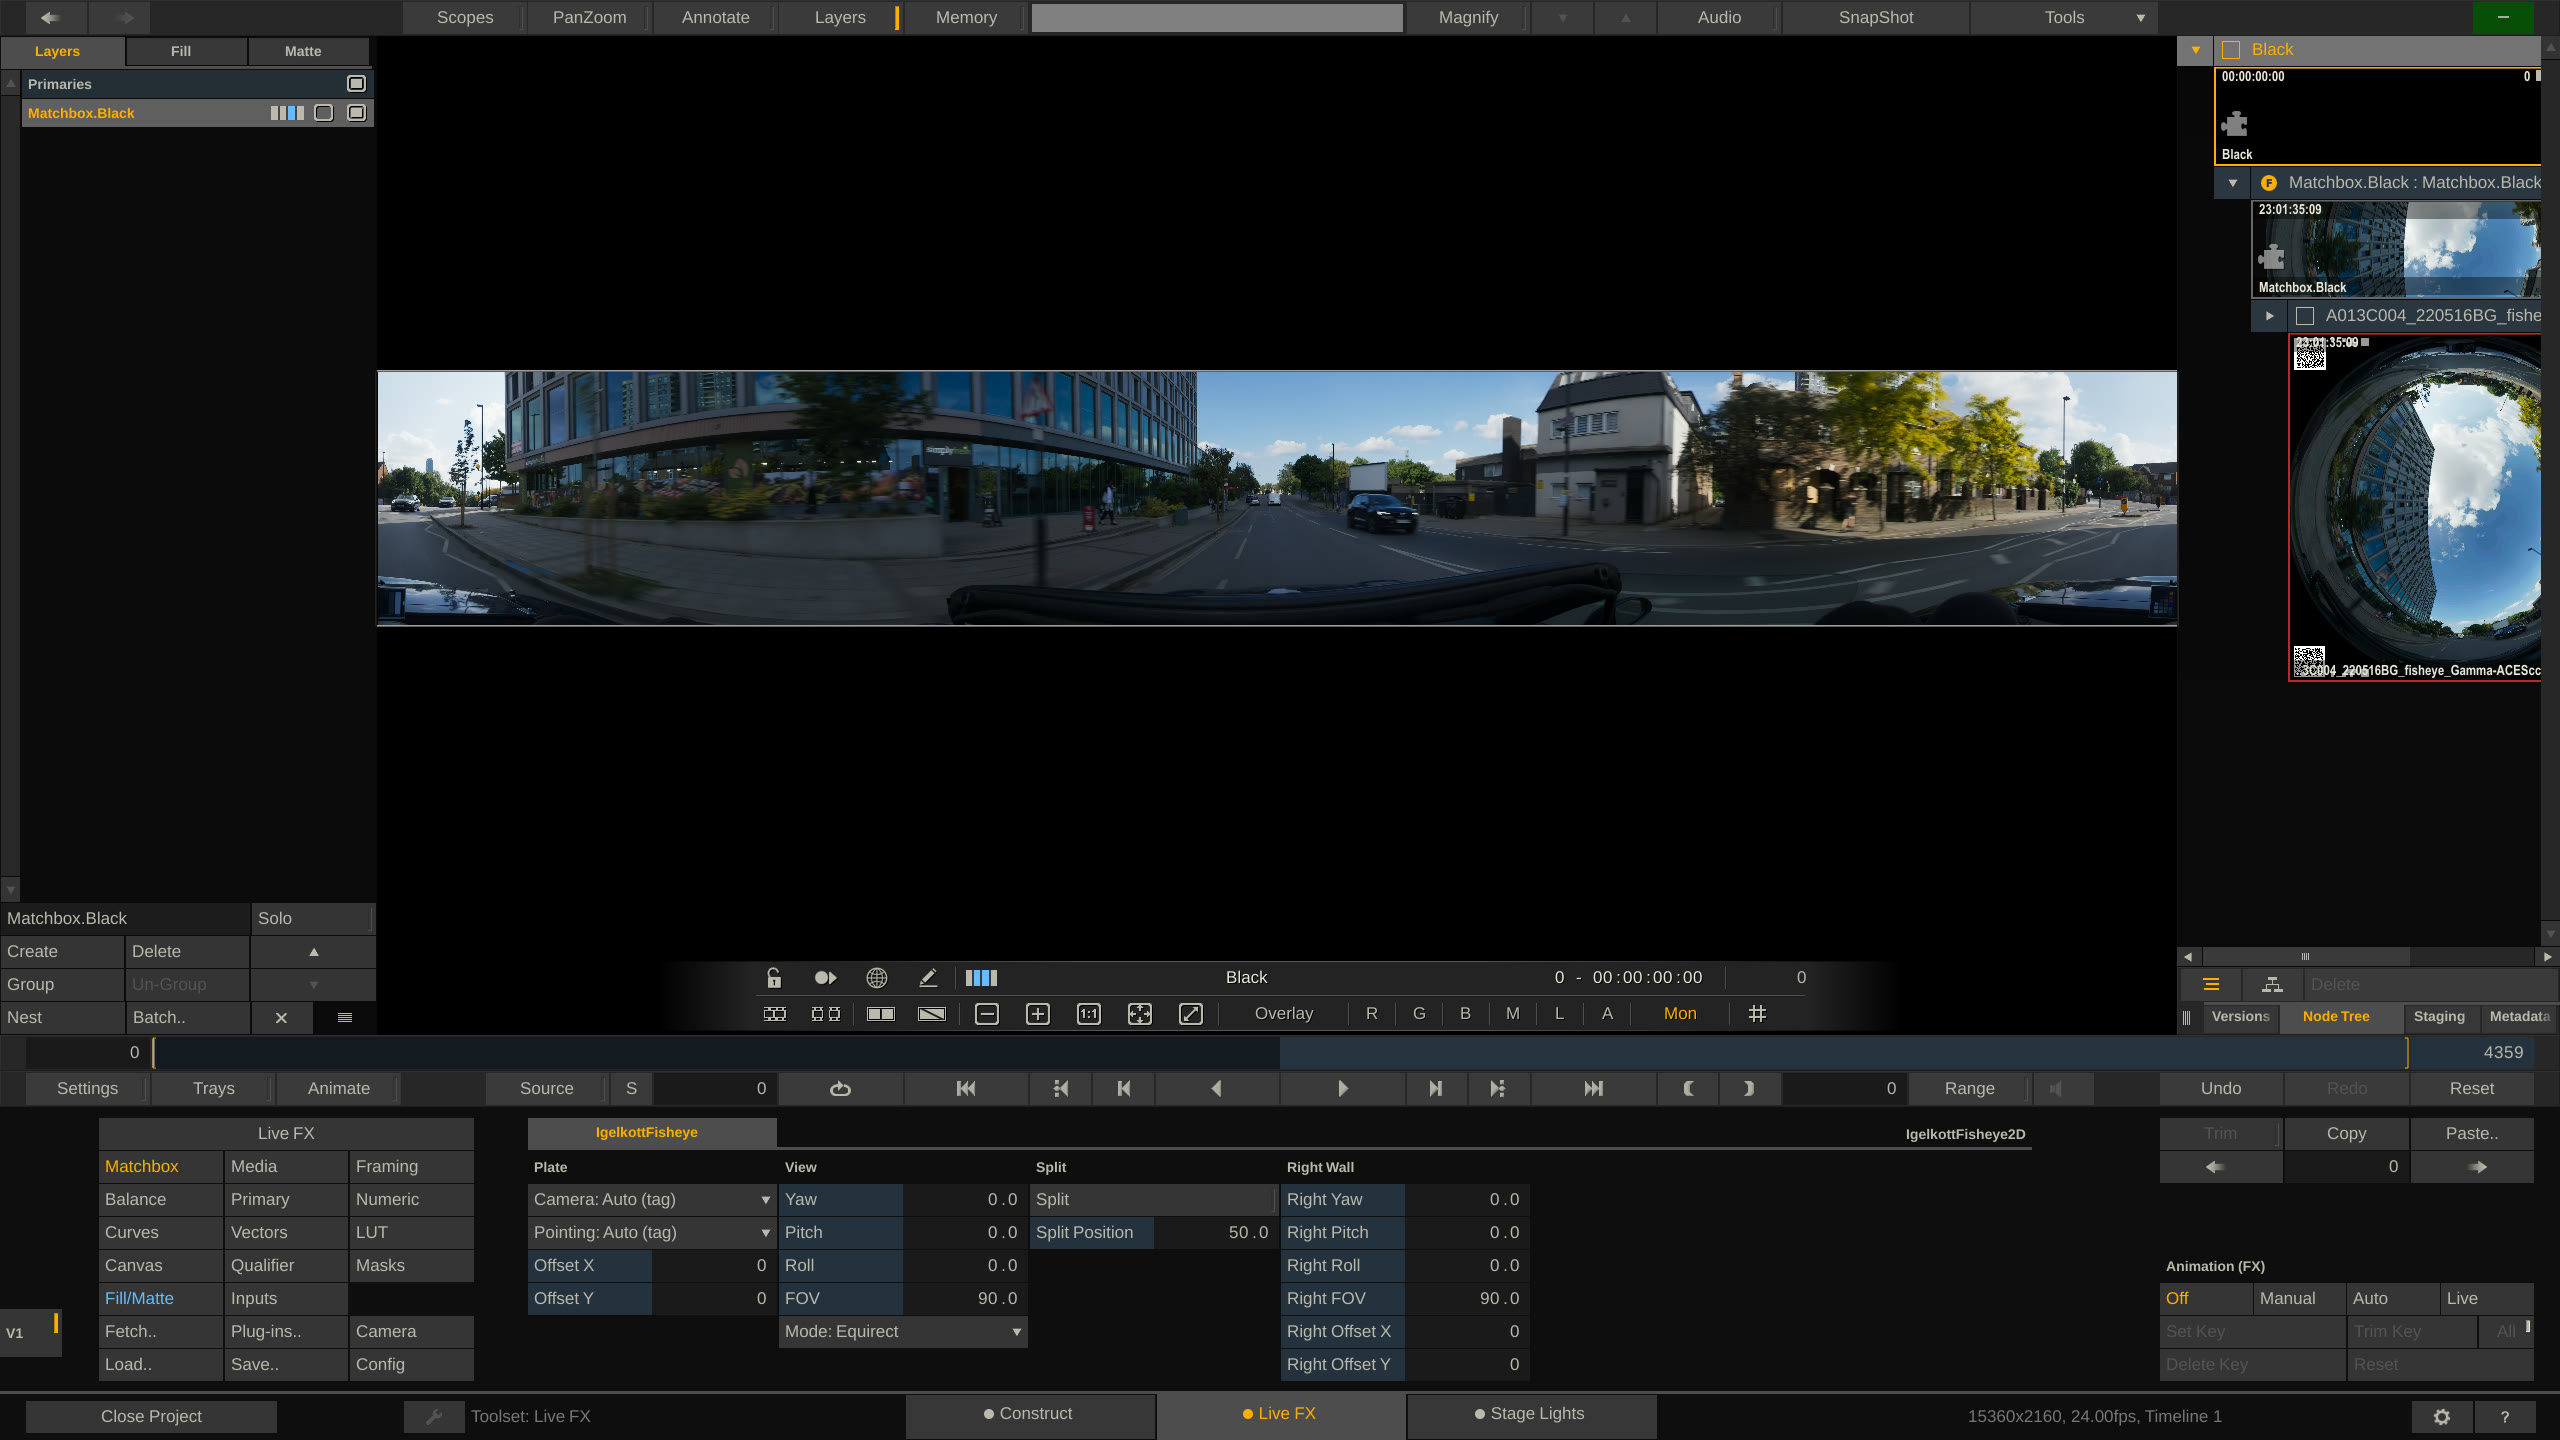 Scopes PanZoom Annotate Layers Memory Magnify Audio SnapShot Tools
Layers Fill Matte
Primaries
Matchbox.Black
Black
00:00:00:00 0
Black
F Matchbox.Black : Matchbox.Black
23:01:35:09
Matchbox.Black
A013C004_220516BG_fishe
23:01:35:09
3C004_220516BG_fisheye_Gamma-ACEScc
Matchbox.Black Solo
Create Delete
Group Un-Group
Nest Batch..
Black 0 - 00:00:00:00 0
1:1 Overlay R G B M L A Mon
Delete
Versions Node Tree Staging Metadata
0 4359
Settings Trays Animate Source S 0 0 Range Undo Redo Reset
Live FX
Matchbox Media Framing
Balance Primary Numeric
Curves Vectors LUT
Canvas Qualifier Masks
Fill/Matte Inputs
Fetch.. Plug-ins.. Camera
Load.. Save.. Config
V1
IgelkottFisheye IgelkottFisheye2D
Plate View Split Right Wall
Camera: Auto (tag) Yaw 0.0 Split Right Yaw 0.0
Pointing: Auto (tag) Pitch 0.0 Split Position 50.0 Right Pitch 0.0
Offset X 0 Roll 0.0 Right Roll 0.0
Offset Y 0 FOV 90.0 Right FOV 90.0
Mode: Equirect Right Offset X 0
Right Offset Y 0
Trim Copy Paste..
0
Animation (FX)
Off Manual Auto Live
Set Key Trim Key All
Delete Key Reset
Close Project Toolset: Live FX Construct Live FX Stage Lights 15360x2160, 24.00fps, Timeline 1 ?